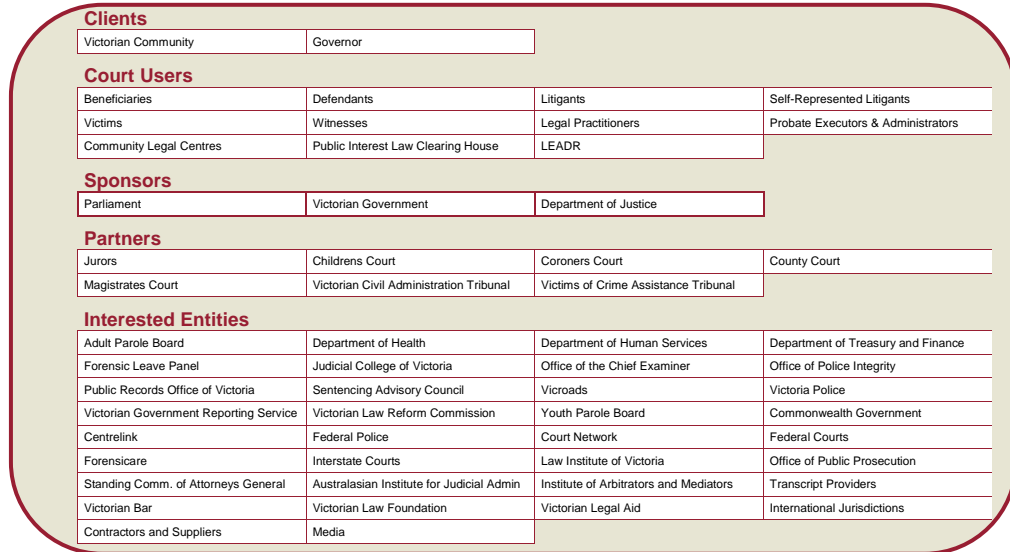 Clients
Victorian Community Governor
Court Users
Beneficiaries Defendants Litigants Self-Represented Litigants
Victims Witnesses Legal Practitioners Probate Executors & Administrators
Community Legal Centres Public Interest Law Clearing House LEADR
Sponsors
Parliament Victorian Government Department of Justice
Partners
Jurors Childrens Court Coroners Court County Court
Magistrates Court Victorian Civil Administration Tribunal Victims of Crime Assistance Tribunal
Interested Entities
Adult Parole Board Department of Health Department of Human Services Department of Treasury and Finance
Forensic Leave Panel Judicial College of Victoria Office of the Chief Examiner Office of Police Integrity
Public Records Office of Victoria Sentencing Advisory Council Vicroads Victoria Police
Victorian Government Reporting Service Victorian Law Reform Commission Youth Parole Board Commonwealth Government
Centrelink Federal Police Court Network Federal Courts
Forensicare Interstate Courts Law Institute of Victoria Office of Public Prosecution
Standing Comm. of Attorneys General Australasian Institute for Judicial Admin Institute of Arbitrators and Mediators Transcript Providers
Victorian Bar Victorian Law Foundation Victorian Legal Aid International Jurisdictions
Contractors and Suppliers Media